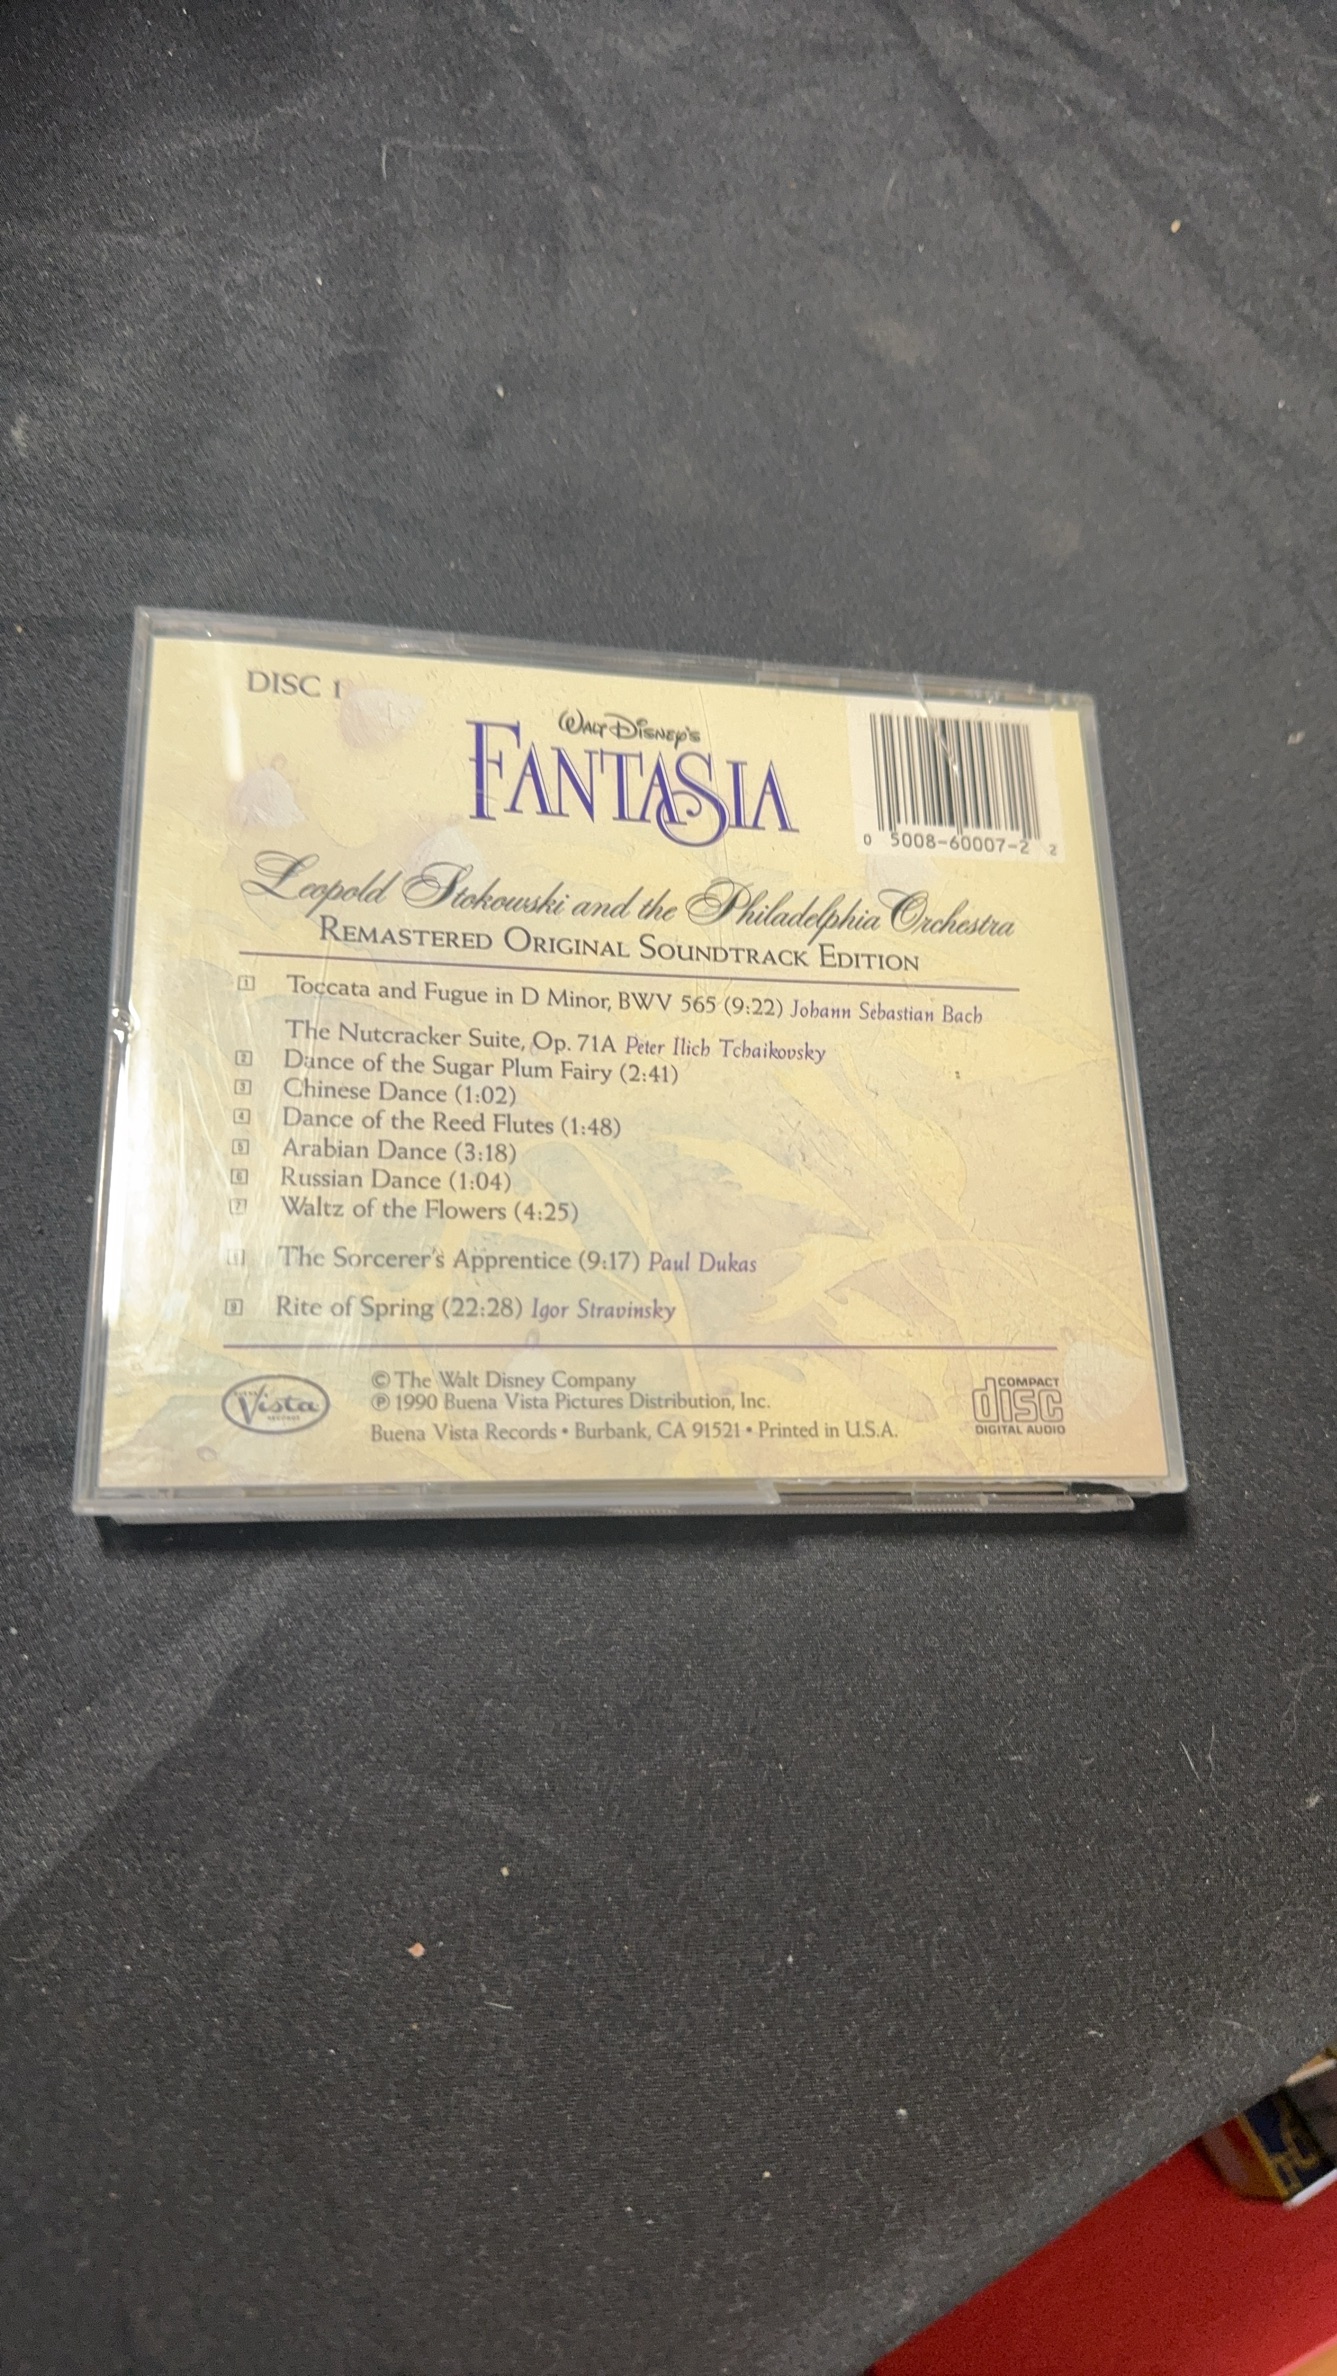 DISC 1
WALT DISNEY'S
FANTASIA
0 5008-60007-2 2
Leopold Stokowski and the Philadelphia Orchestra
REMASTERED ORIGINAL SOUNDTRACK EDITION
1 Toccata and Fugue in D Minor, BWV 565 (9:22) Johann Sebastian Bach
The Nutcracker Suite, Op. 71A Peter Ilich Tchaikovsky
2 Dance of the Sugar Plum Fairy (2:41)
3 Chinese Dance (1:02)
4 Dance of the Reed Flutes (1:48)
5 Arabian Dance (3:18)
6 Russian Dance (1:04)
7 Waltz of the Flowers (4:25)
8 The Sorcerer's Apprentice (9:17) Paul Dukas
9 Rite of Spring (22:28) Igor Stravinsky
© The Walt Disney Company
℗ 1990 Buena Vista Pictures Distribution, Inc.
Buena Vista Records • Burbank, CA 91521 • Printed in U.S.A.
Vista
COMPACT
disc
DIGITAL AUDIO